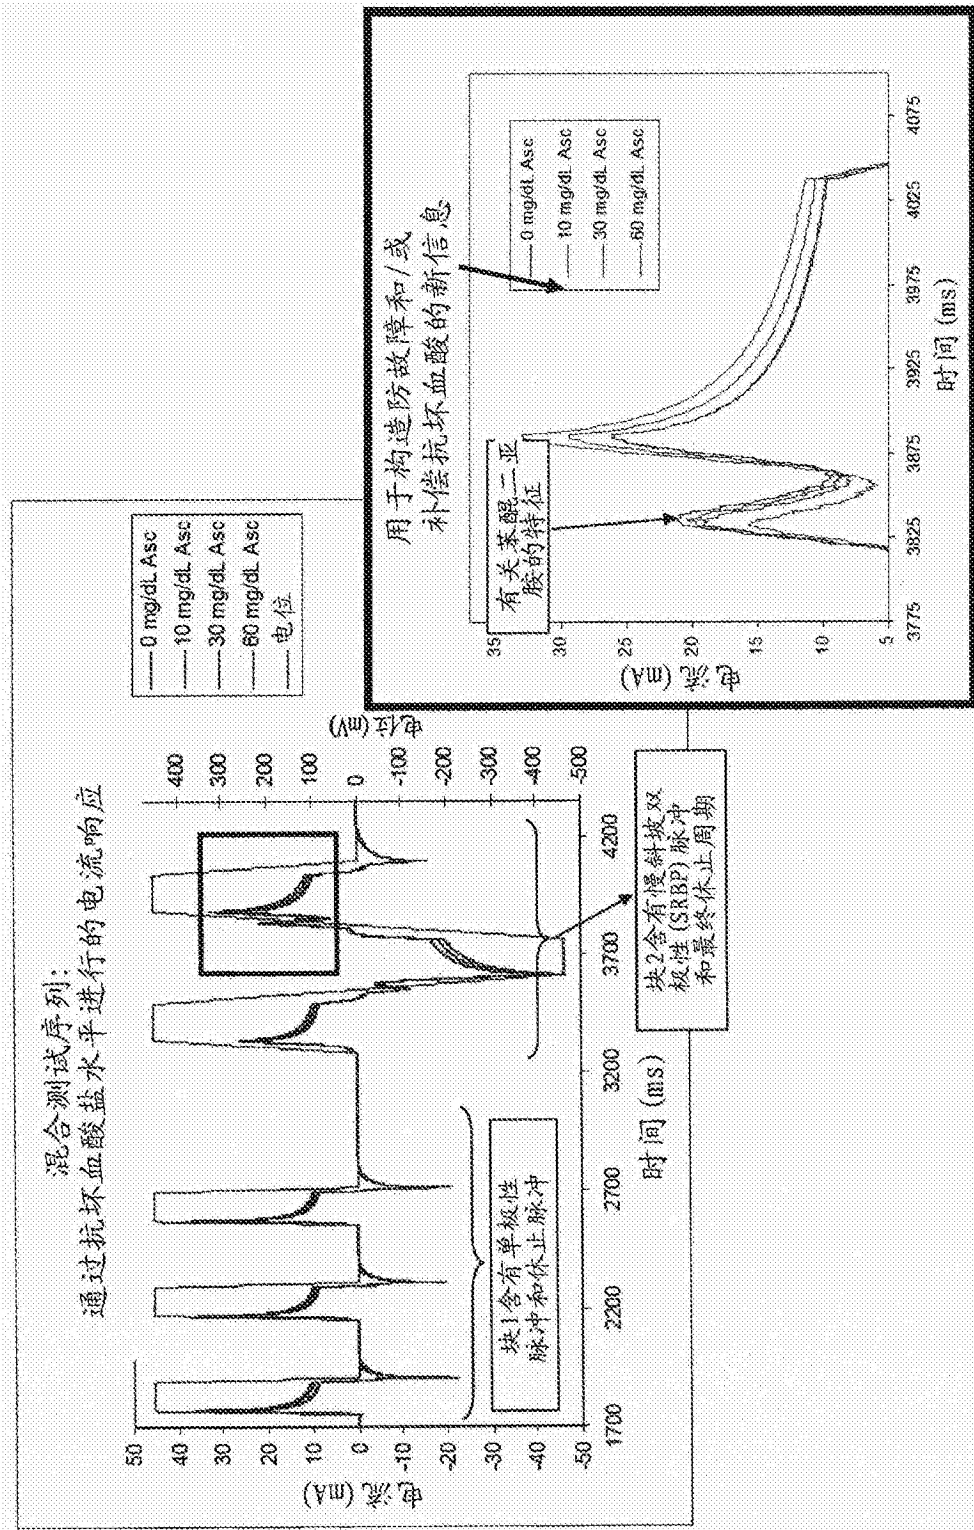 混合测试序列:
通过抗坏血酸盐水平进行的电流响应
0 mg/dL Asc
10 mg/dL Asc
30 mg/dL Asc
60 mg/dL Asc
电位
50
40
30
20
10
0
-10
-20
-30
-40
-50
电流(mA)
400
300
200
100
0
-100
-200
-300
-400
-500
电位(mV)
1700
2200
2700
3200
3700
4200
时间(ms)
块1含有单极性
脉冲和休止脉冲
块2含有慢斜坡双
极性(SRBP)脉冲
和最终休止周期
用于构造防故障和/或
补偿抗坏血酸的新信息
0 mg/dL Asc
10 mg/dL Asc
30 mg/dL Asc
60 mg/dL Asc
有关苯醌二亚
胺的特征
35
30
25
20
15
10
5
电流(mA)
3775
3825
3875
3925
3975
4025
4075
时间(ms)